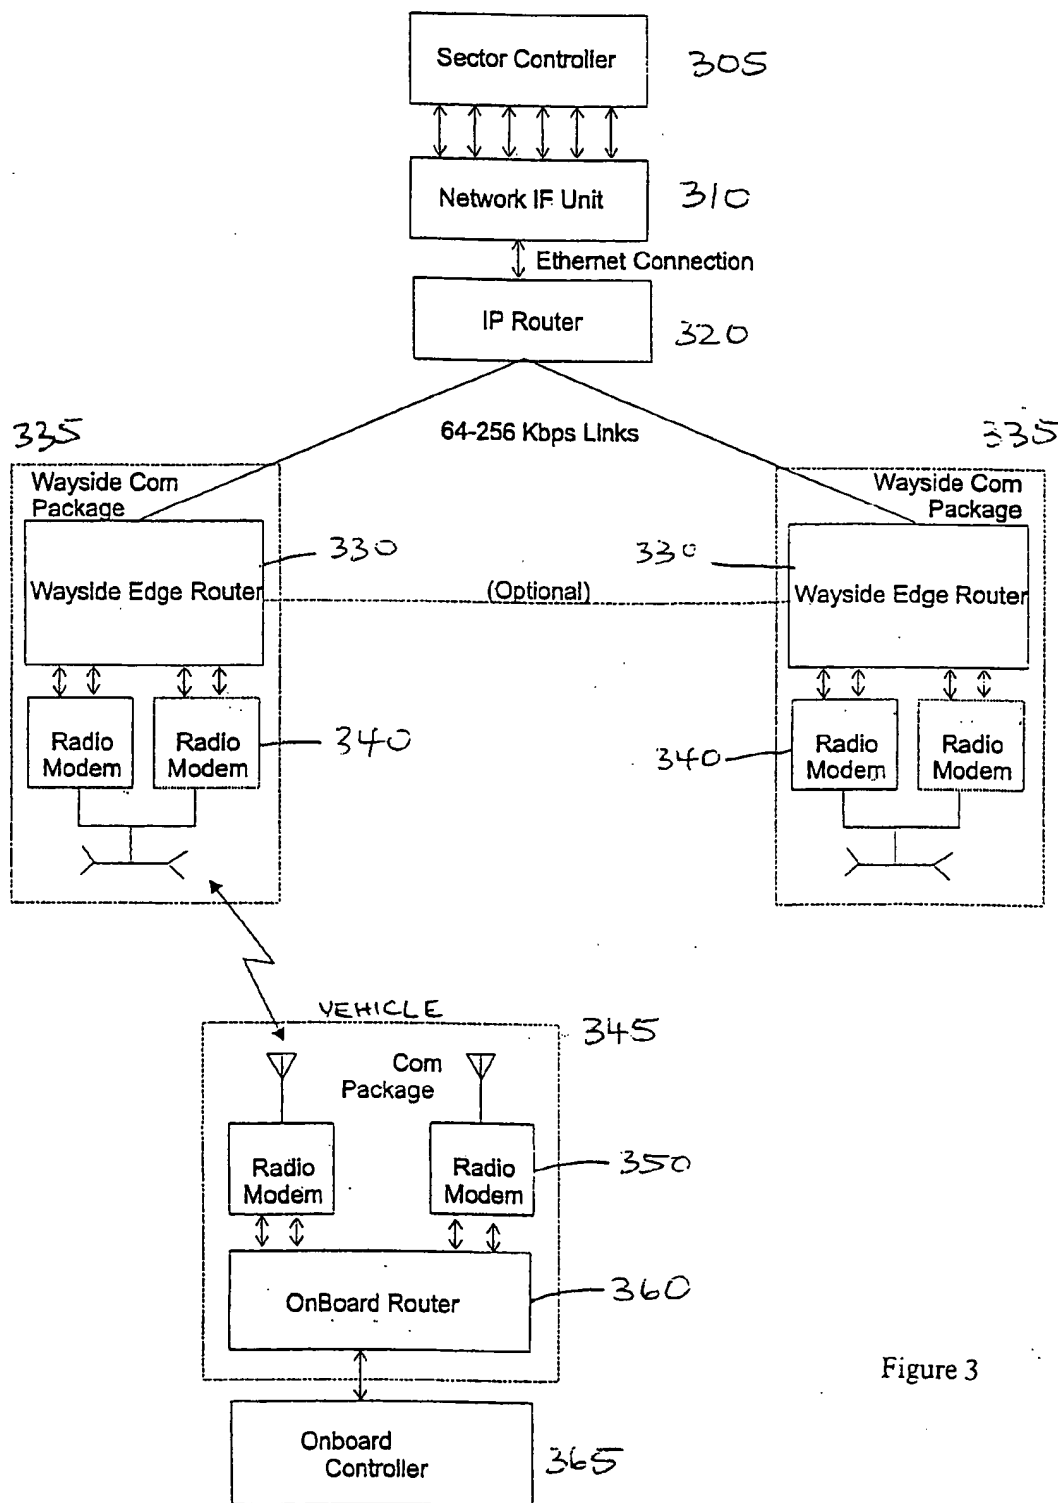 Sector Controller
305
Network IF Unit
310
Ethernet Connection
IP Router
320
64-256 Kbps Links
335
335
Wayside Com
Package
Wayside Com
Package
330
330
Wayside Edge Router
(Optional)
Wayside Edge Router
Radio
Modem
Radio
Modem
340
340
Radio
Modem
Radio
Modem
VEHICLE
345
Com
Package
Radio
Modem
Radio
Modem
350
OnBoard Router
360
Onboard
Controller
365
Figure 3